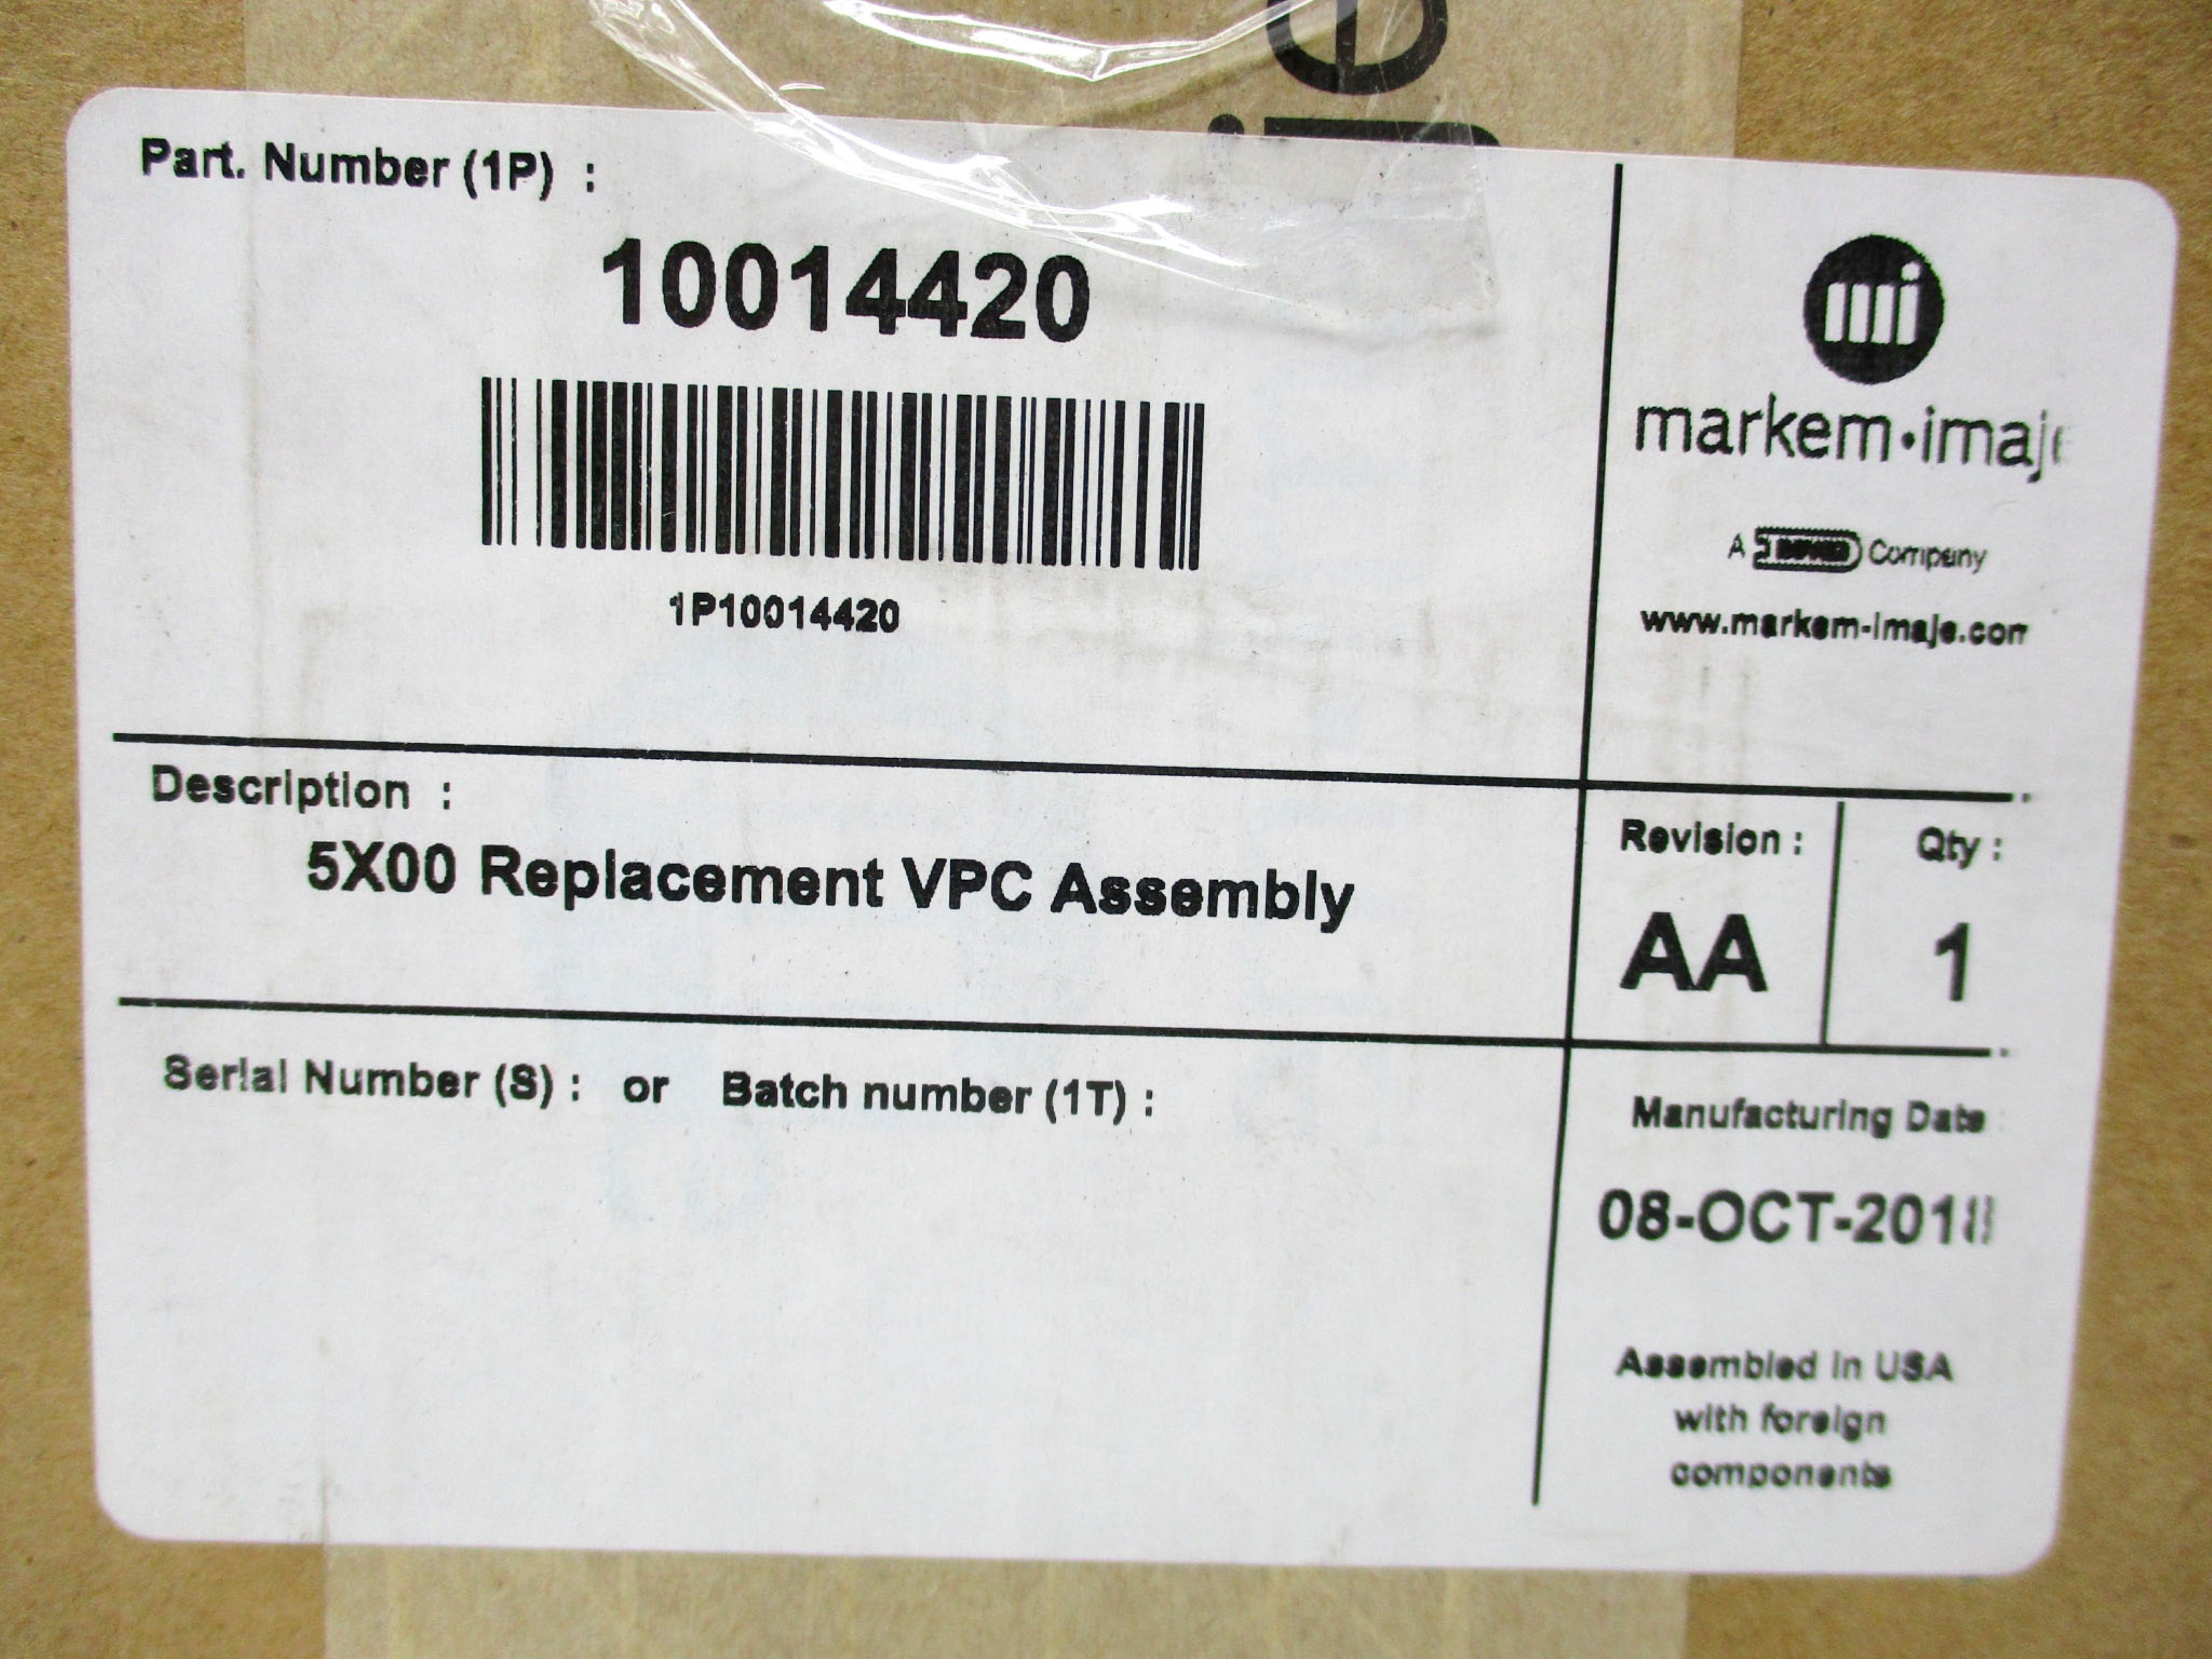 Part. Number (1P) :
10014420
1P10014420
markem·imaje
A DOVER Company
www.markem-imaje.com
Description :
5X00 Replacement VPC Assembly
Revision :
AA
Qty :
1
Serial Number (S) : or Batch number (1T) :
Manufacturing Date
08-OCT-2018
Assembled in USA
with foreign
components